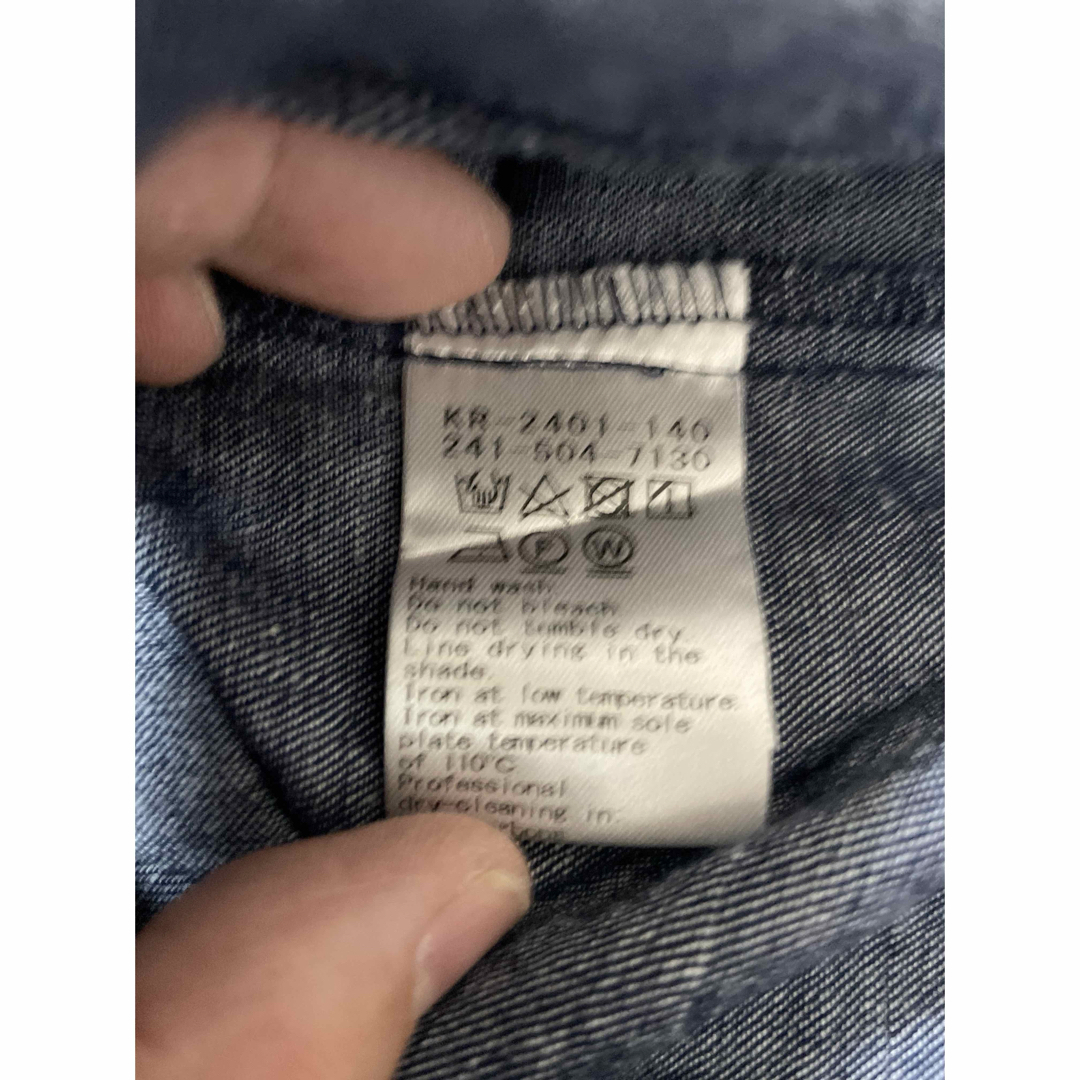 KR-2401-140
241-504-7130
F W
Hand wash
Do not bleach
Do not tumble dry.
Line drying in the
shade.
Iron at low temperature.
Iron at maximum sole
plate temperature
of 110℃
Professional
dry-cleaning in: